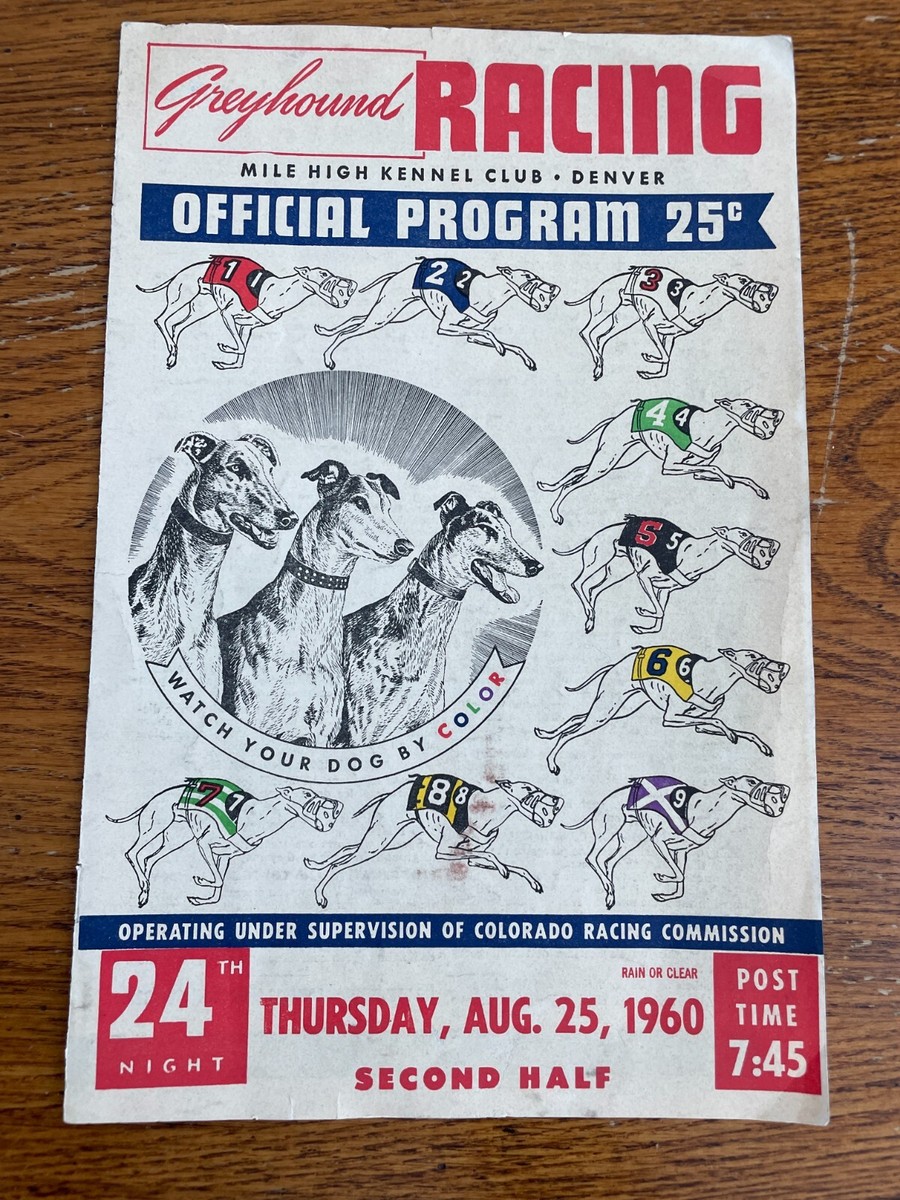 Greyhound RACING
MILE HIGH KENNEL CLUB • DENVER
OFFICIAL PROGRAM 25¢
1 1
2 2
3 3
4 4
5 5
6 6
WATCH YOUR DOG BY COLOR
7 7
8 8
9
OPERATING UNDER SUPERVISION OF COLORADO RACING COMMISSION
24TH
NIGHT
RAIN OR CLEAR
THURSDAY, AUG. 25, 1960
SECOND HALF
POST
TIME
7:45